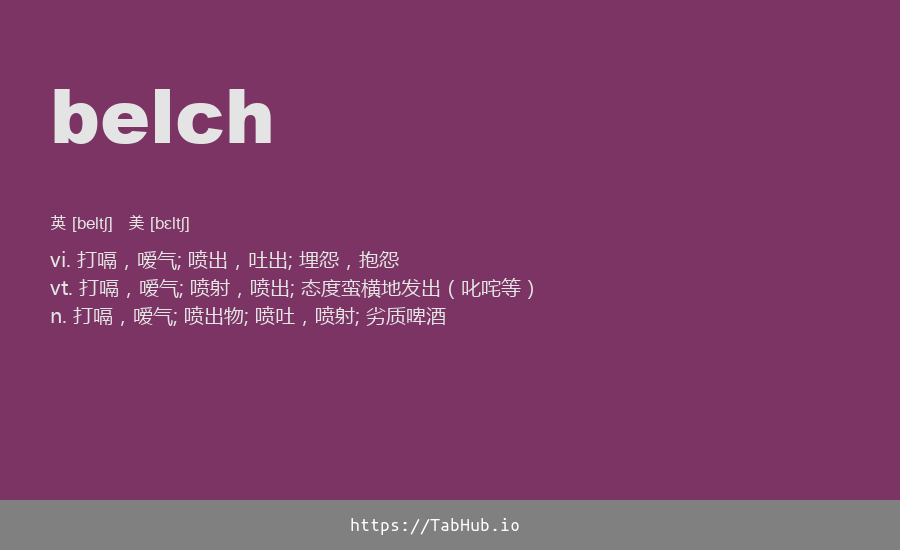 belch
英 [beltʃ] 美 [bɛltʃ]
vi. 打嗝，嗳气; 喷出，吐出; 埋怨，抱怨
vt. 打嗝，嗳气; 喷射，喷出; 态度蛮横地发出（叱咤等）
n. 打嗝，嗳气; 喷出物; 喷吐，喷射; 劣质啤酒
https://TabHub.io